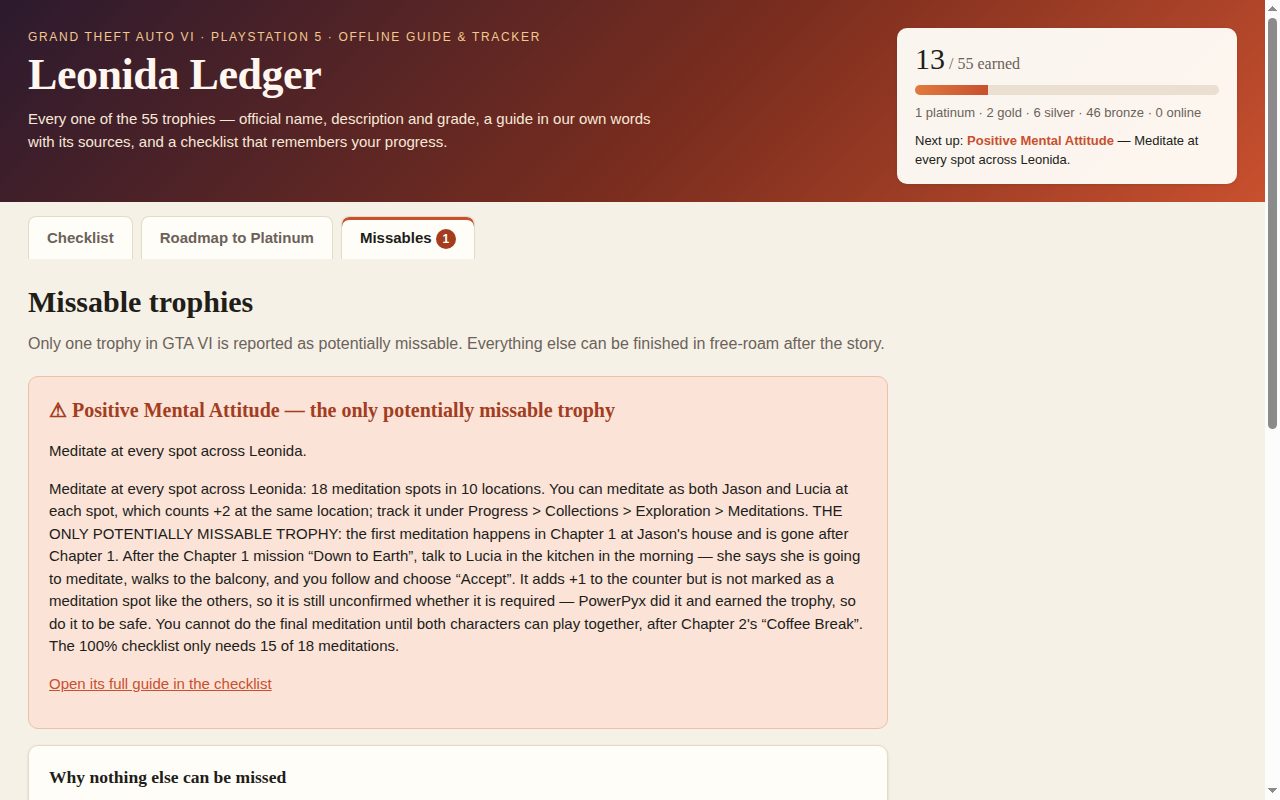 GRAND THEFT AUTO VI · PLAYSTATION 5 · OFFLINE GUIDE & TRACKER
Leonida Ledger
Every one of the 55 trophies — official name, description and grade, a guide in our own words
with its sources, and a checklist that remembers your progress.
13 / 55 earned
1 platinum · 2 gold · 6 silver · 46 bronze · 0 online
Next up: Positive Mental Attitude — Meditate at
every spot across Leonida.
Checklist
Roadmap to Platinum
Missables 1
Missable trophies
Only one trophy in GTA VI is reported as potentially missable. Everything else can be finished in free-roam after the story.
⚠ Positive Mental Attitude — the only potentially missable trophy
Meditate at every spot across Leonida.
Meditate at every spot across Leonida: 18 meditation spots in 10 locations. You can meditate as both Jason and Lucia at
each spot, which counts +2 at the same location; track it under Progress > Collections > Exploration > Meditations. THE
ONLY POTENTIALLY MISSABLE TROPHY: the first meditation happens in Chapter 1 at Jason's house and is gone after
Chapter 1. After the Chapter 1 mission “Down to Earth”, talk to Lucia in the kitchen in the morning — she says she is going
to meditate, walks to the balcony, and you follow and choose “Accept”. It adds +1 to the counter but is not marked as a
meditation spot like the others, so it is still unconfirmed whether it is required — PowerPyx did it and earned the trophy, so
do it to be safe. You cannot do the final meditation until both characters can play together, after Chapter 2’s “Coffee Break”.
The 100% checklist only needs 15 of 18 meditations.
Open its full guide in the checklist
Why nothing else can be missed